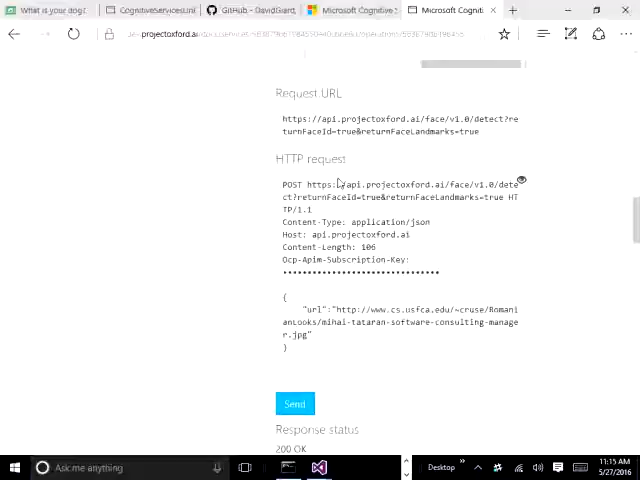 What is your dog
CognitiveServicesUni
GitHub - DavidGiard,
Microsoft Cognitive S
Microsoft Cogniti
Request URL
https://api.projectoxford.ai/face/v1.0/detect?re
turnFaceId=true&returnFaceLandmarks=true
HTTP request
POST https://api.projectoxford.ai/face/v1.0/dete
ct?returnFaceId=true&returnFaceLandmarks=true HT
TP/1.1
Content-Type: application/json
Host: api.projectoxford.ai
Content-Length: 106
Ocp-Apim-Subscription-Key:
••••••••••••••••••••••••••••••••
{
"url":"http://www.cs.usfca.edu/~cruse/Romani
anLooks/mihai-tataran-software-consulting-manage
r.jpg"
}
Send
Response status
200 OK
Ask me anything
Desktop
11:15 AM
5/27/2016